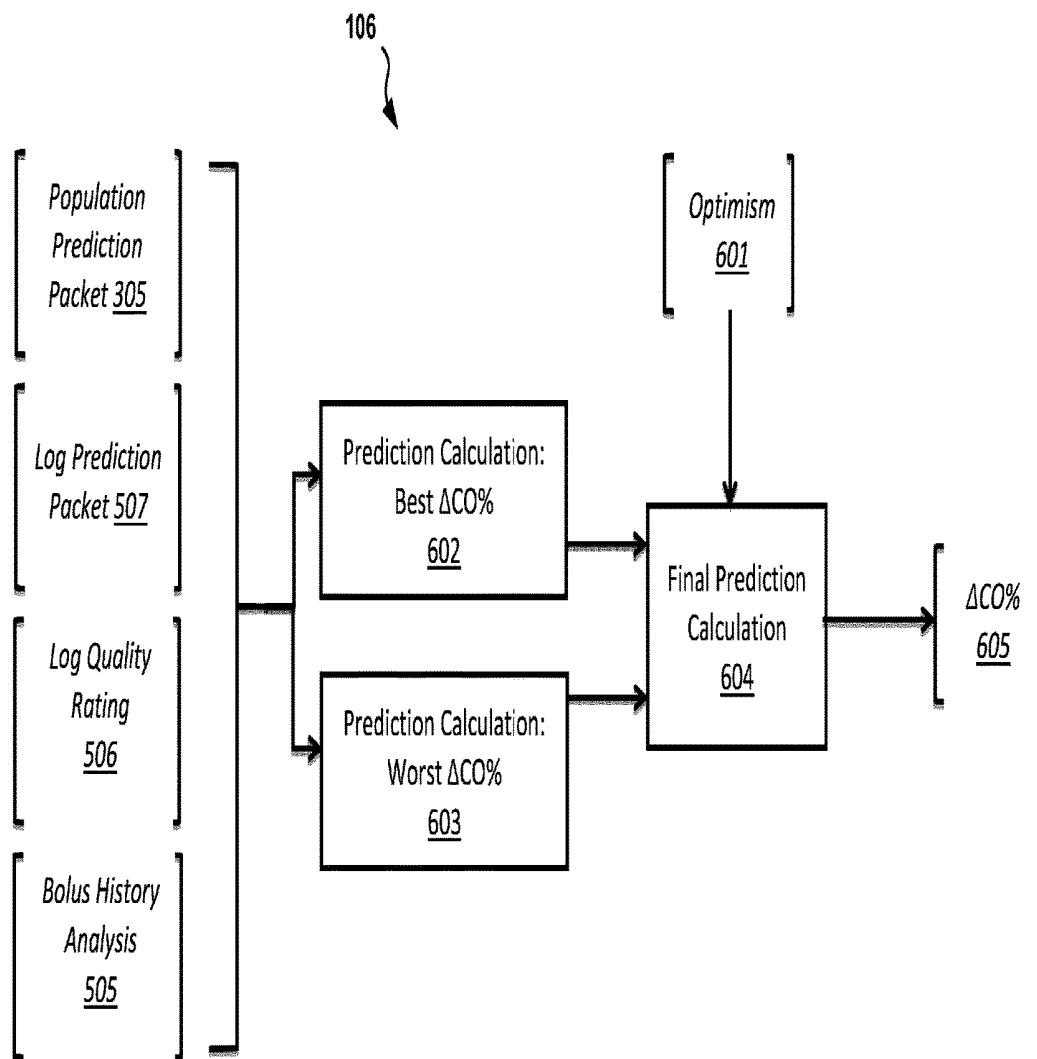 106
Population
Prediction
Packet 305
Log Prediction
Packet 507
Log Quality
Rating
506
Bolus History
Analysis
505
Prediction Calculation:
Best ΔCO%
602
Prediction Calculation:
Worst ΔCO%
603
Optimism
601
Final Prediction
Calculation
604
ΔCO%
605